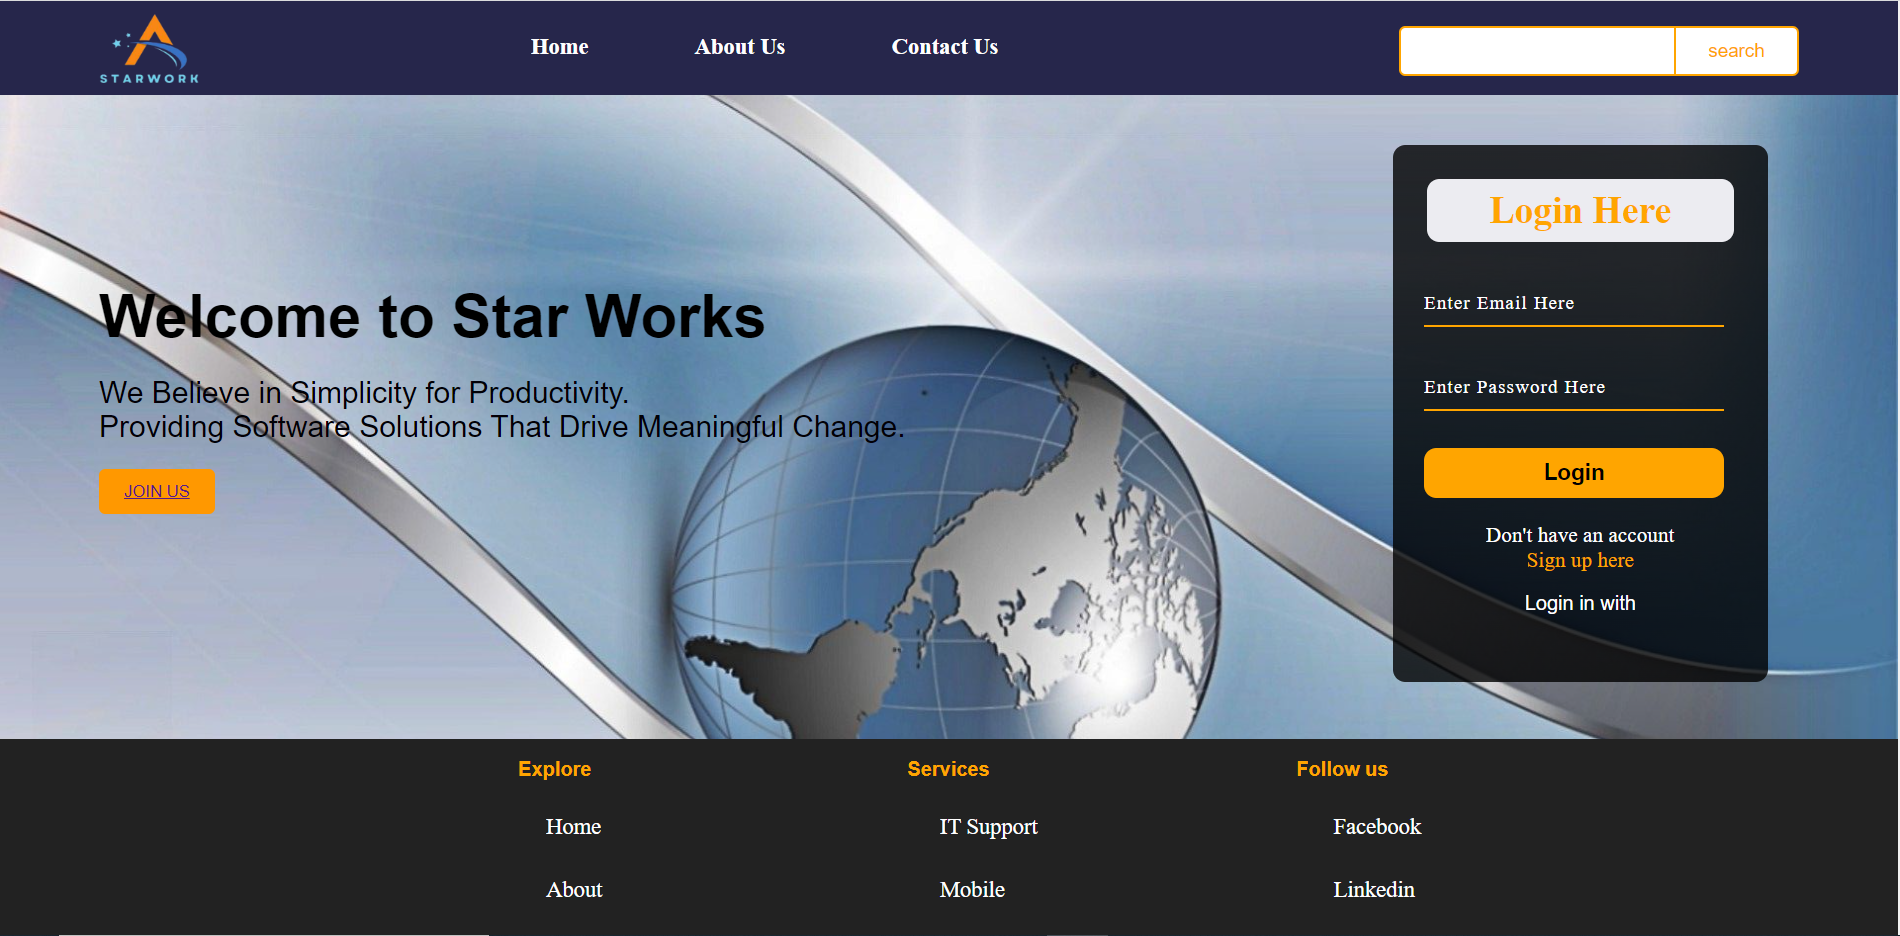 STARWORK
Home
About Us
Contact Us
search
Welcome to Star Works
We Believe in Simplicity for Productivity.
Providing Software Solutions That Drive Meaningful Change.
JOIN US
Login Here
Enter Email Here
Enter Password Here
Login
Don't have an account
Sign up here
Login in with
Explore
Home
About
Services
IT Support
Mobile
Follow us
Facebook
Linkedin